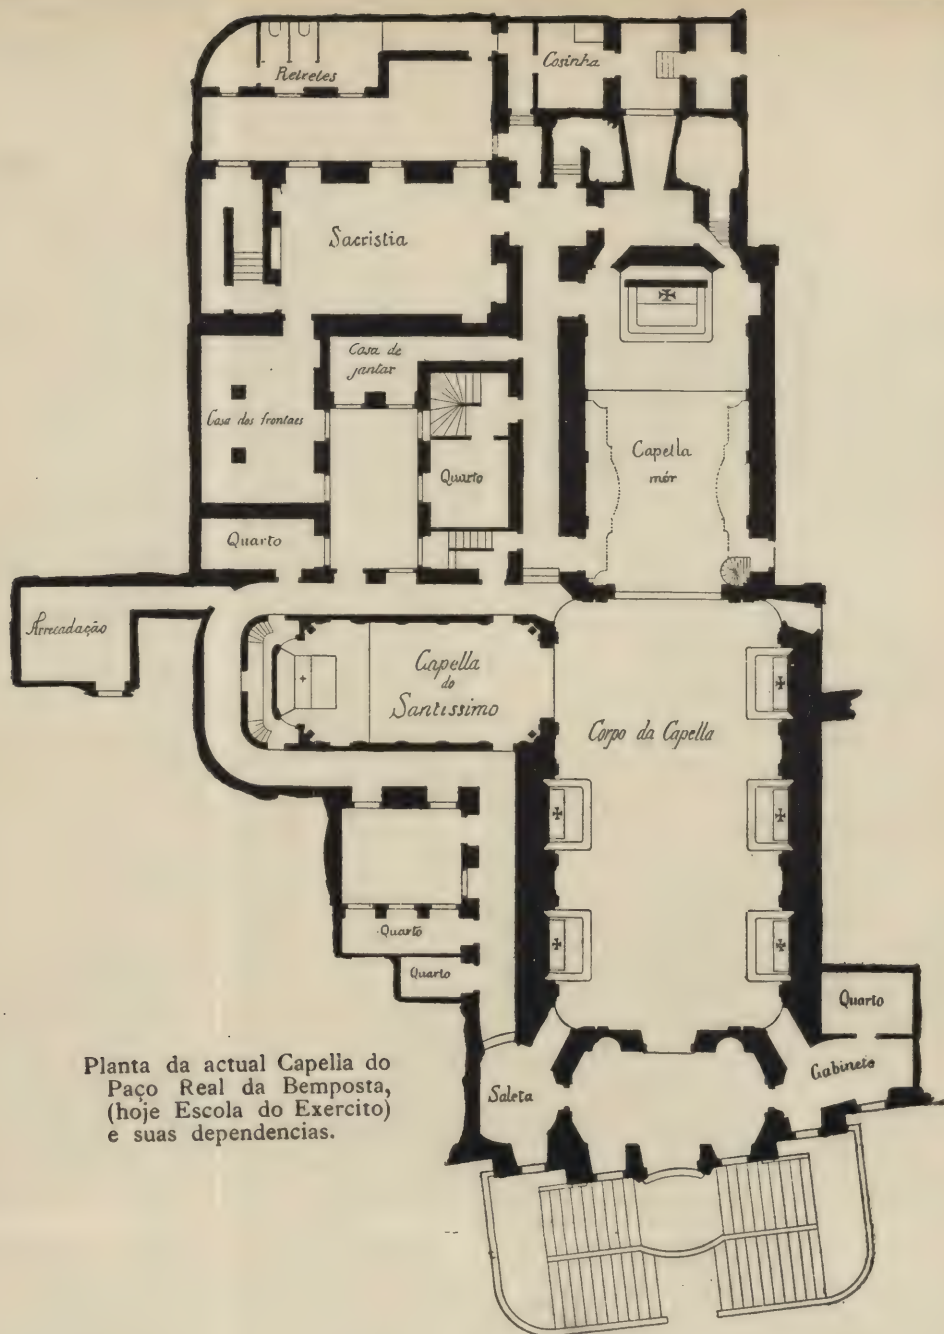 Retretes
Cosinha
Sacristia
Casa de
jantar
Casa dos frontaes
Capella
mór
Quarto
Quarto
Arrecadação
Capella
do
Santissimo
Corpo da Capella
Quarto
Quarto
Quarto
Gabinete
Saleta
Planta da actual Capella do
Paço Real da Bemposta,
(hoje Escola do Exercito)
e suas dependencias.